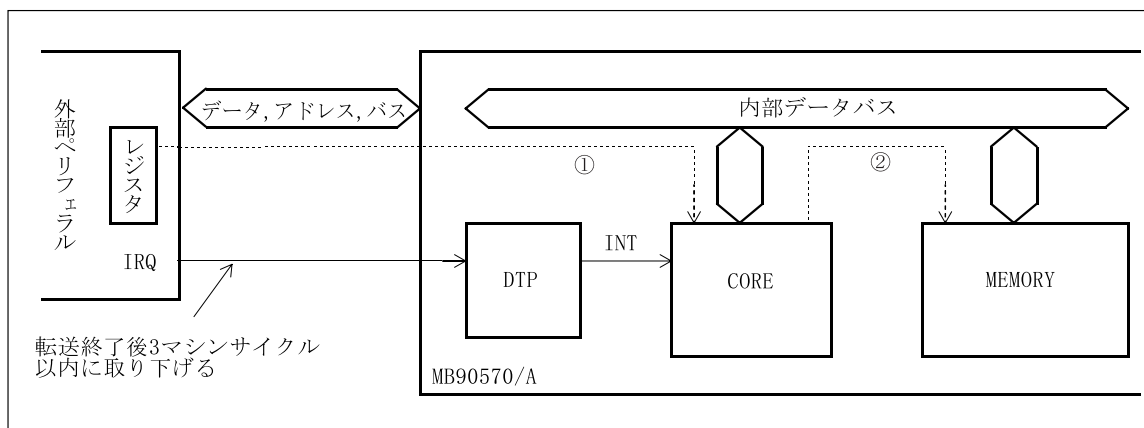 データ,アドレス,バス
内部データバス
外部ペリフェラル
レジスタ
①
②
IRQ
INT
DTP
CORE
MEMORY
転送終了後3マシンサイクル
以内に取り下げる
MB90570/A